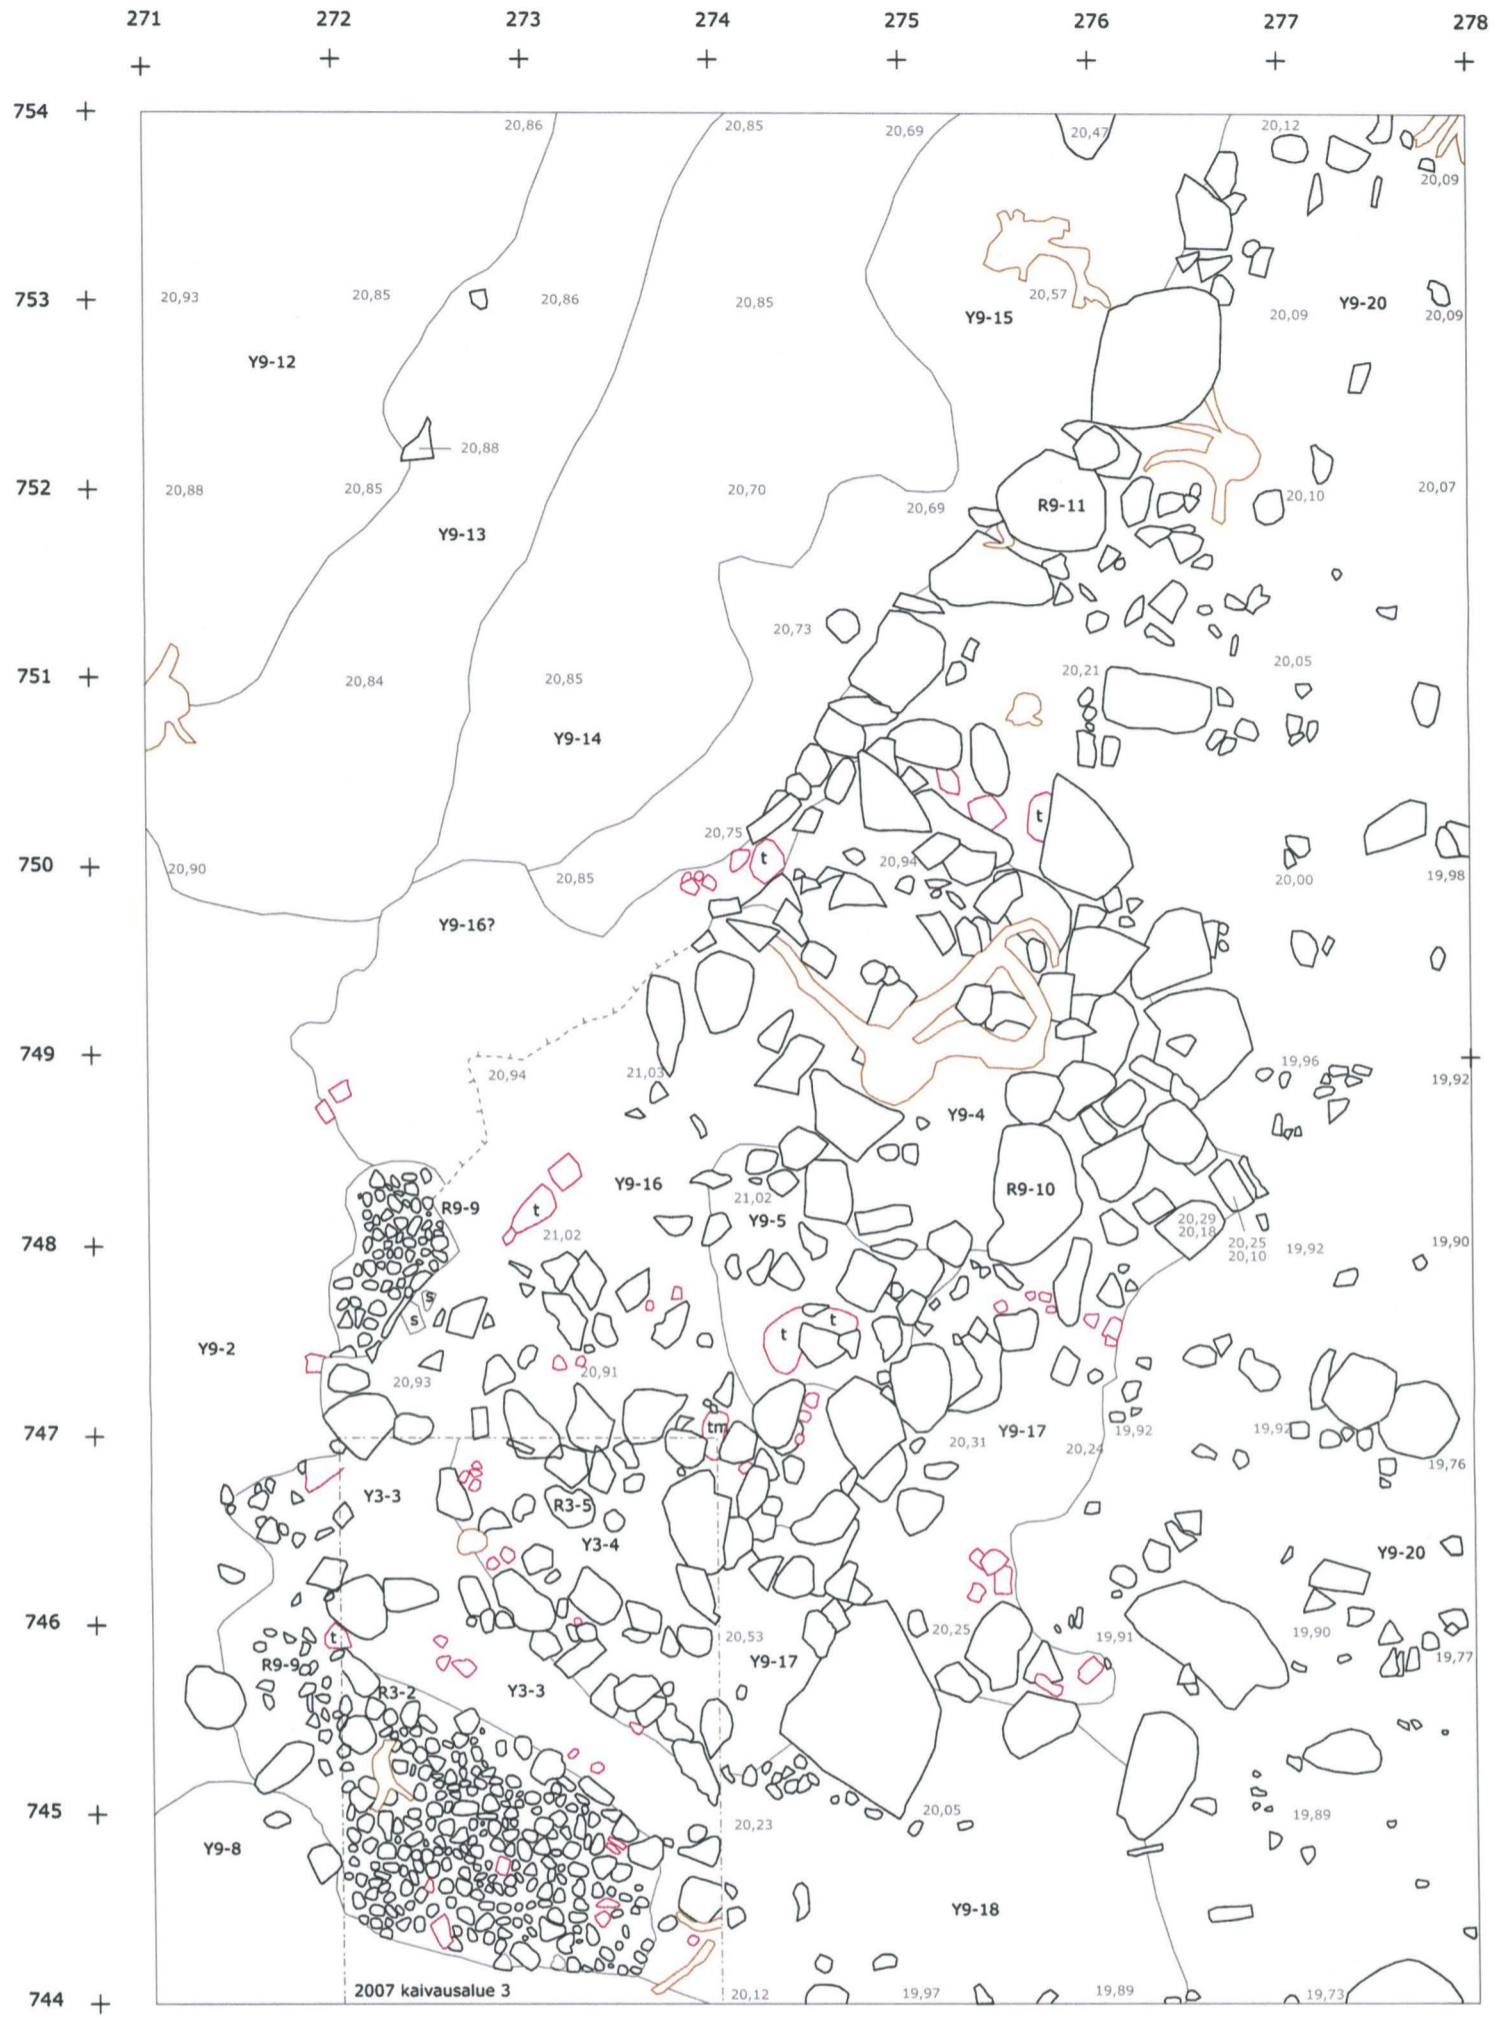 271 272 273 274 275 276 277 278
754
20,86 20,85 20,69 20,47 20,12
20,09
753
20,93 20,85 20,86 20,85 20,57 20,09 20,09
Y9-15 Y9-20
Y9-12
20,88
752
20,88 20,85 20,70 20,69 20,10 20,07
R9-11
Y9-13
20,73
751
20,84 20,85 20,21 20,05
Y9-14
t
20,75
t
750
20,90 20,85 20,94 20,00 19,98
Y9-16?
749
20,94 21,03 19,96 19,92
Y9-4
Y9-16 R9-10
21,02
R9-9 t Y9-5
20,29
20,18
748
21,02 20,25 19,92 19,90
20,10
s
s
t t
Y9-2
20,93 20,91
747
tm Y9-17
20,31 20,24 19,92 19,92
19,76
Y3-3 R3-5
Y3-4 Y9-20
746
t 20,53 20,25 19,91 19,90
19,77
R9-9 Y9-17
R3-2 Y3-3
745
20,23 20,05 19,89
Y9-8
Y9-18
744
2007 kaivausalue 3
20,12 19,97 19,89 19,73